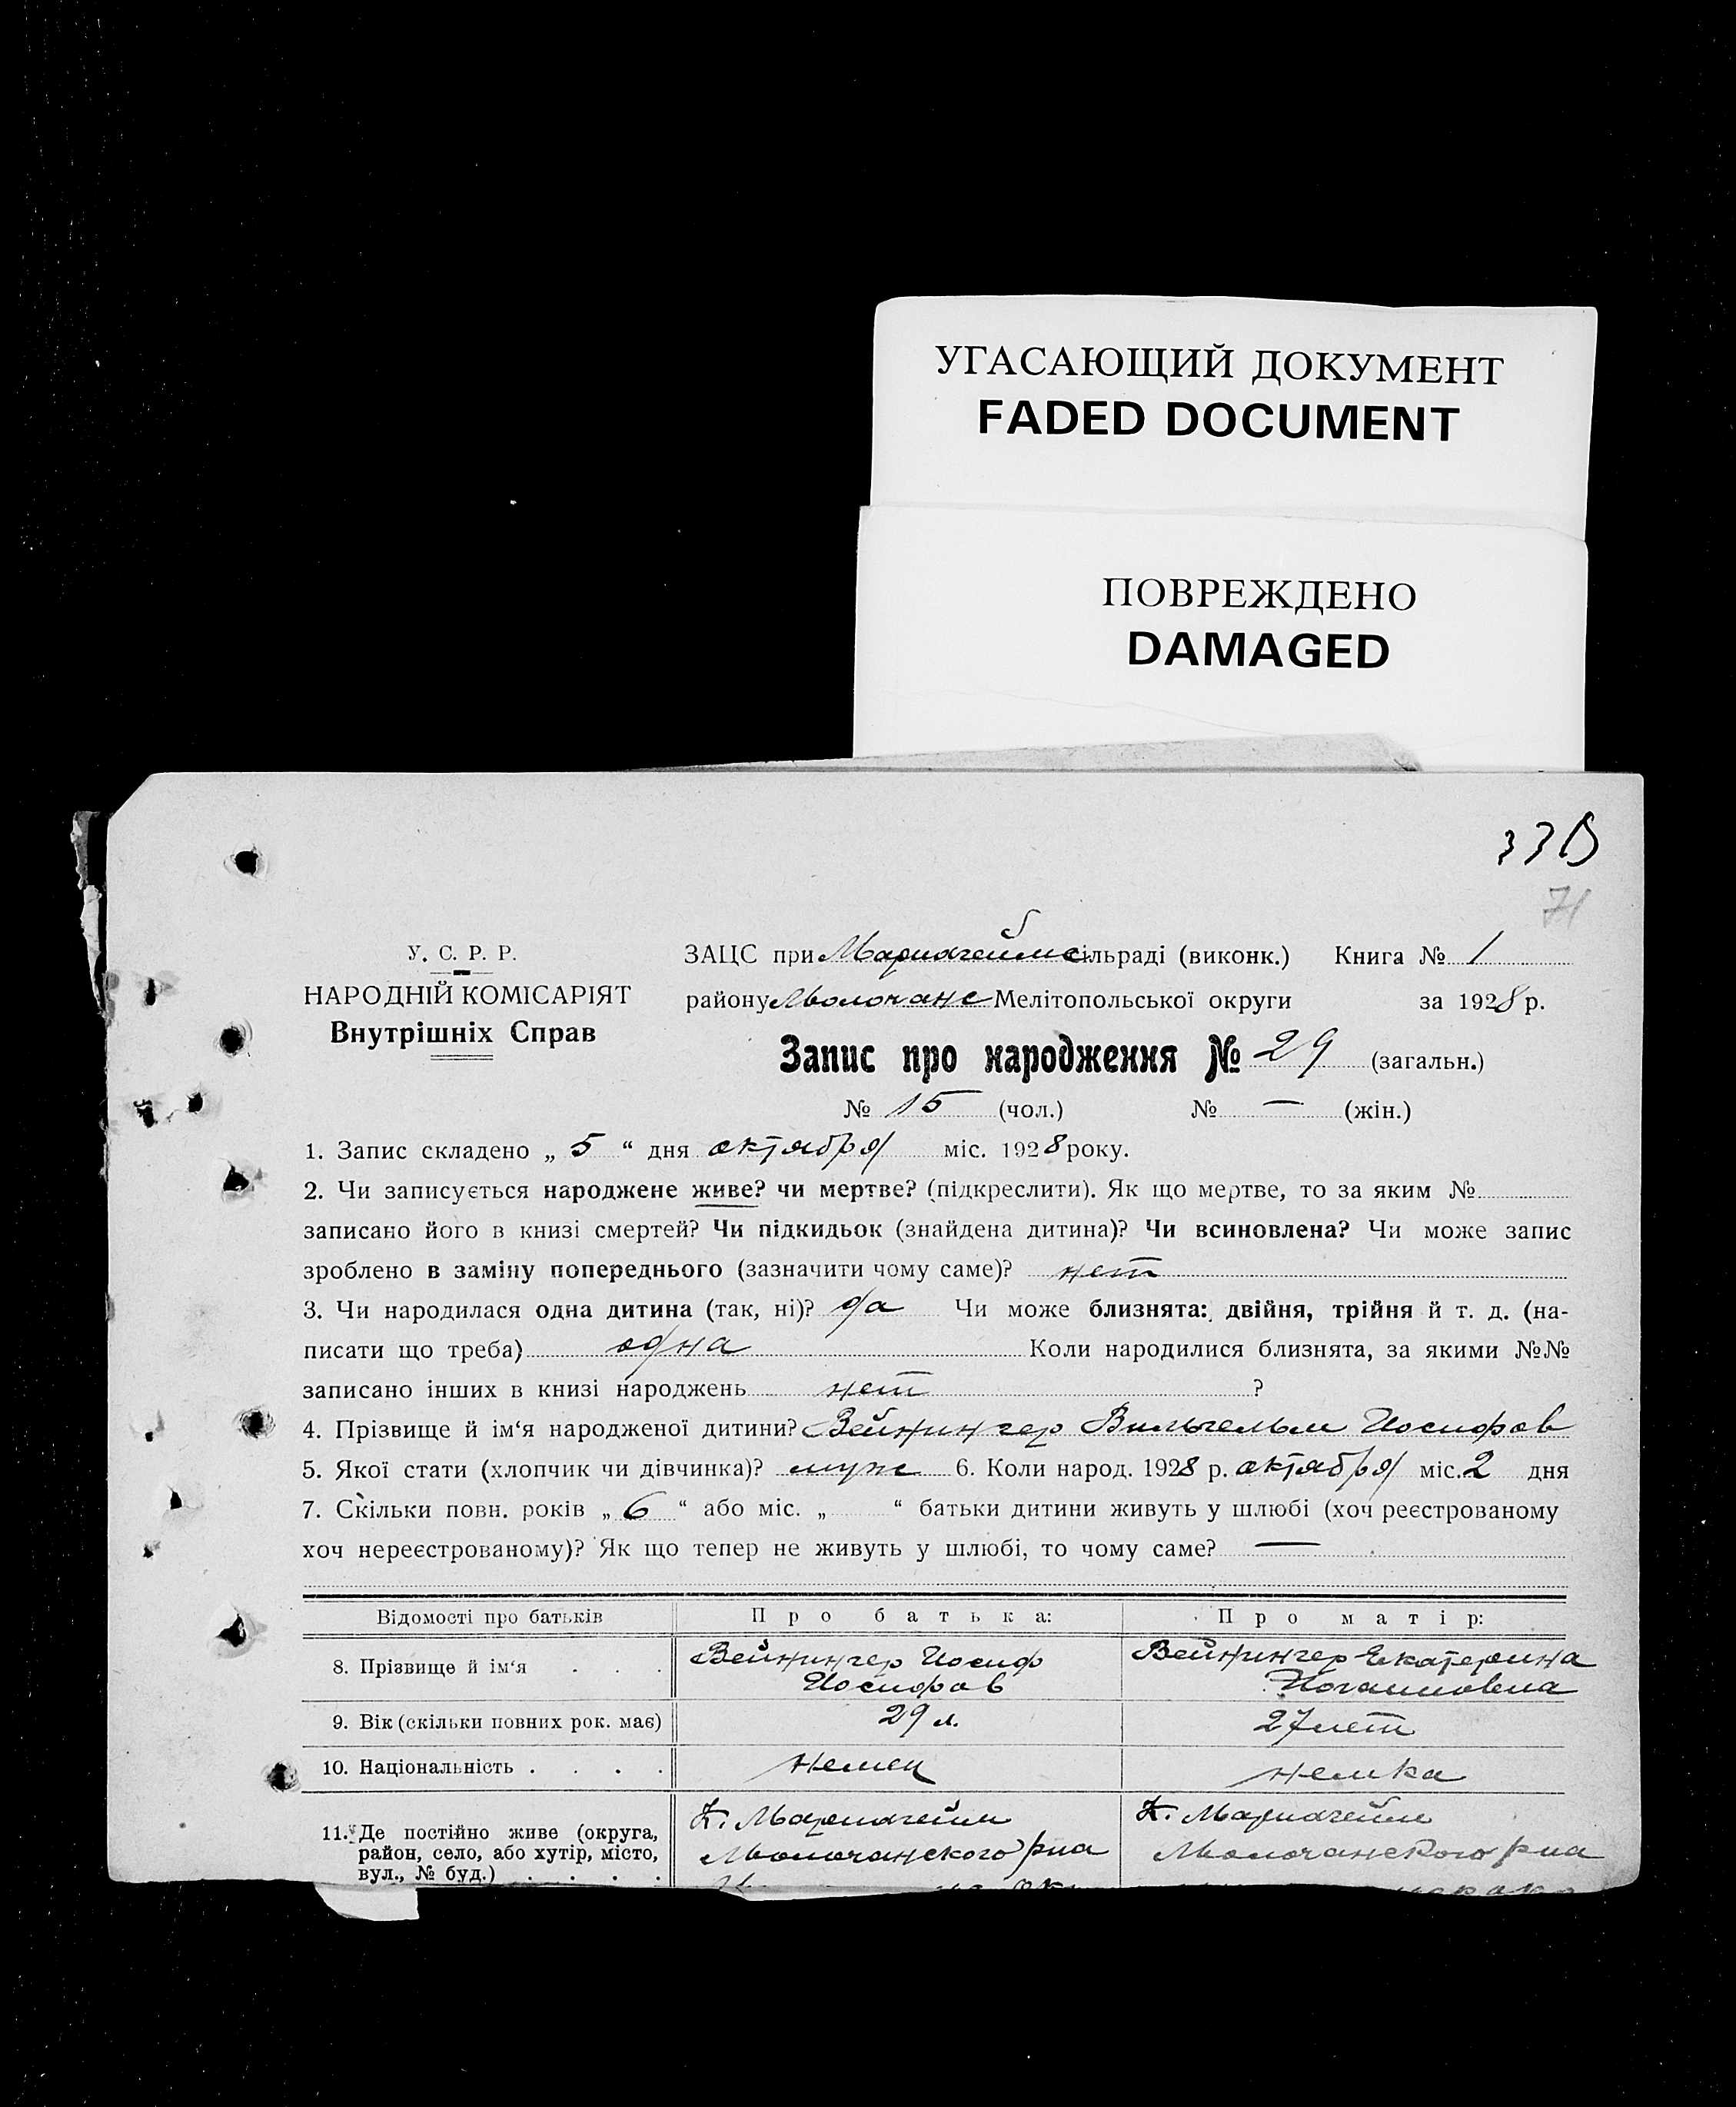 УГАСАЮЩИЙ ДОКУМЕНТ
FADED DOCUMENT
ПОВРЕЖДЕНО
DAMAGED
71
У. С. Р. Р.
НАРОДНІЙ КОМІСАРІЯТ
Внутрішніх Справ
ЗАЦС при Мариагеймс сільраді (виконк.) Книга № 1
району Молочанс Мелітопольської округи за 1928 р.
Запис про народження № 29 (загальн.)
№ 15 (чол.) № — (жін.)
1. Запис складено „ 5 “ дня октября міс. 1928 року.
2. Чи записується народжене живе? чи мертве? (підкреслити). Як що мертве, то за яким №
записано його в книзі смертей? Чи підкидьок (знайдена дитина)? Чи всиновлена? Чи може запис
зроблено в заміну попереднього (зазначити чому саме)? нет
3. Чи народилася одна дитина (так, ні)? да Чи може близнята: двійня, трійня й т. д. (на-
писати що треба) одна Коли народилися близнята, за якими №№
записано інших в книзі народжень нет ?
4. Прізвище й ім‘я народженої дитини? Вейнингер Вильгельм Иосифов
5. Якої стати (хлопчик чи дівчинка)? муж 6. Коли народ. 1928 р. октября міс. 2 дня
7. Скільки повн. років „ 6 “ або міс. „ “ батьки дитини живуть у шлюбі (хоч реєстрованому
хоч нереєстрованому)? Як що тепер не живуть у шлюбі, то чому саме? —
Відомості про батьків Про батька: Про матір:
8. Прізвище й ім‘я . . . Вейнингер Иосиф Вейнингер Екатерина
Иосифов Иогановна
9. Вік (скільки повних рок. має) 29 л. 27 лет
10. Національність . . . . немец немка
11. Де постійно живе (округа, К. Мариагейм К. Мариагейм
район, село, або хутір, місто, Молочанского рна Молочанского рна
вул., № буд.) . . . .